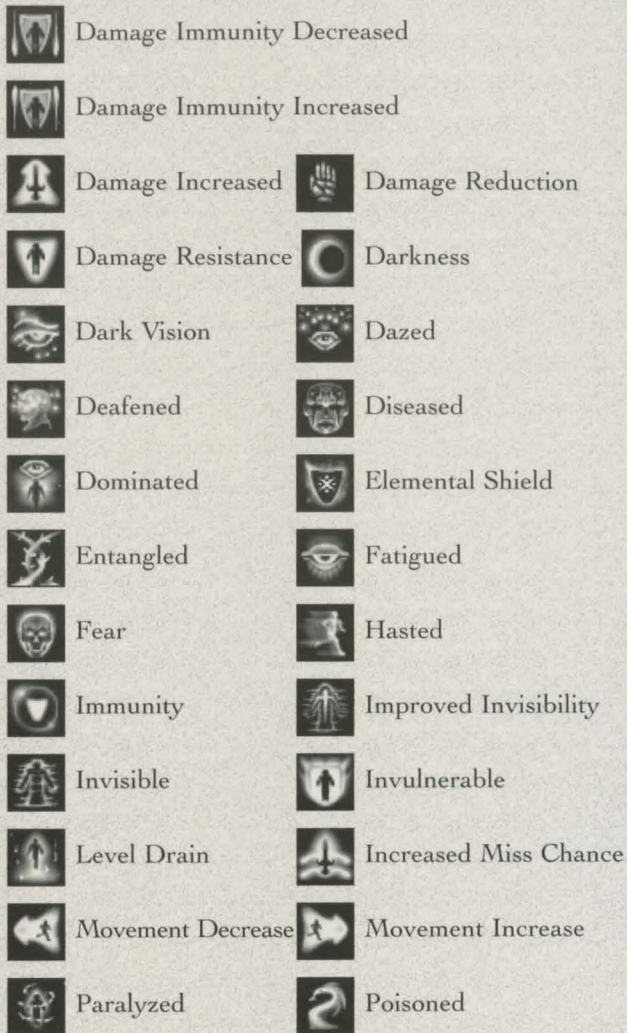 Damage Immunity Decreased
Damage Immunity Increased
Damage Increased
Damage Reduction
Damage Resistance
Darkness
Dark Vision
Dazed
Deafened
Diseased
Dominated
Elemental Shield
Entangled
Fatigued
Fear
Hasted
Immunity
Improved Invisibility
Invisible
Invulnerable
Level Drain
Increased Miss Chance
Movement Decrease
Movement Increase
Paralyzed
Poisoned